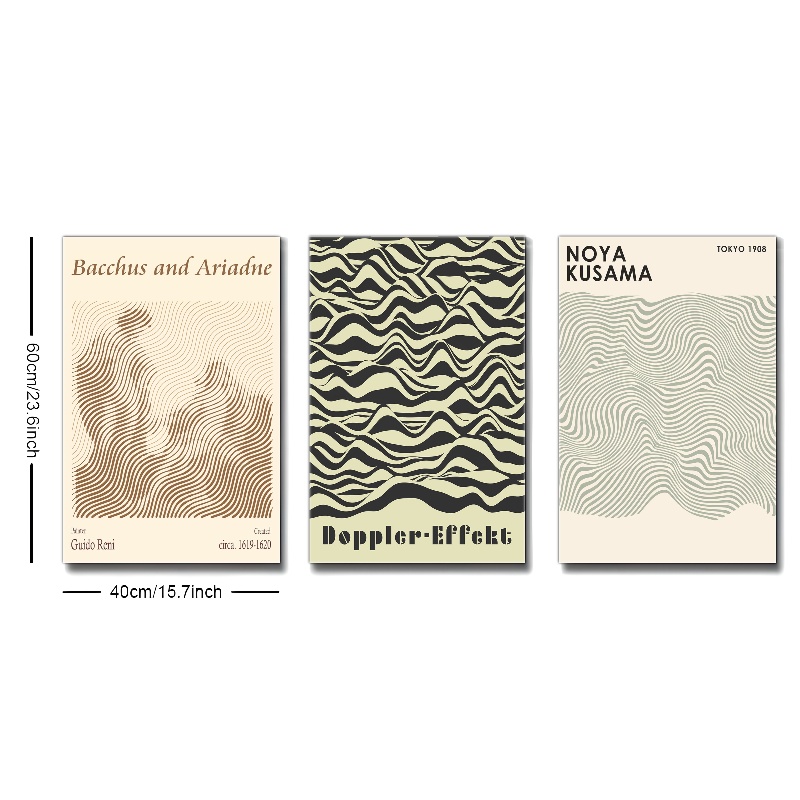 60cm/23.6inch
Bacchus and Ariadne
Guido Reni
Created
circa. 1619-1620
40cm/15.7inch
Doppler-Effekt
NOYA
KUSAMA
TOKYO 1908